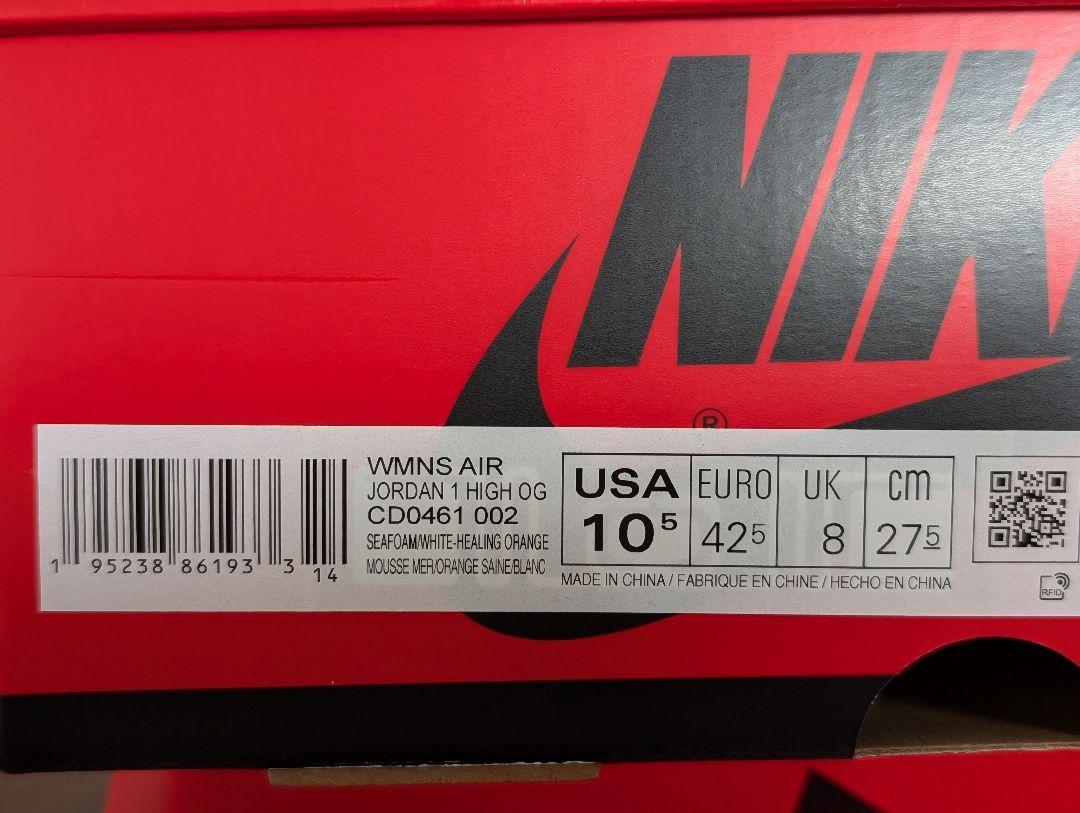 NIK
®
WMNS AIR
JORDAN 1 HIGH OG
CD0461 002
SEAFOAM/WHITE-HEALING ORANGE
MOUSSE MER/ORANGE SAINE/BLANC
1 95238 86193 3 14
USA EURO UK cm
10⁵ 42⁵ 8 27⁵
MADE IN CHINA / FABRIQUE EN CHINE / HECHO EN CHINA
RFID